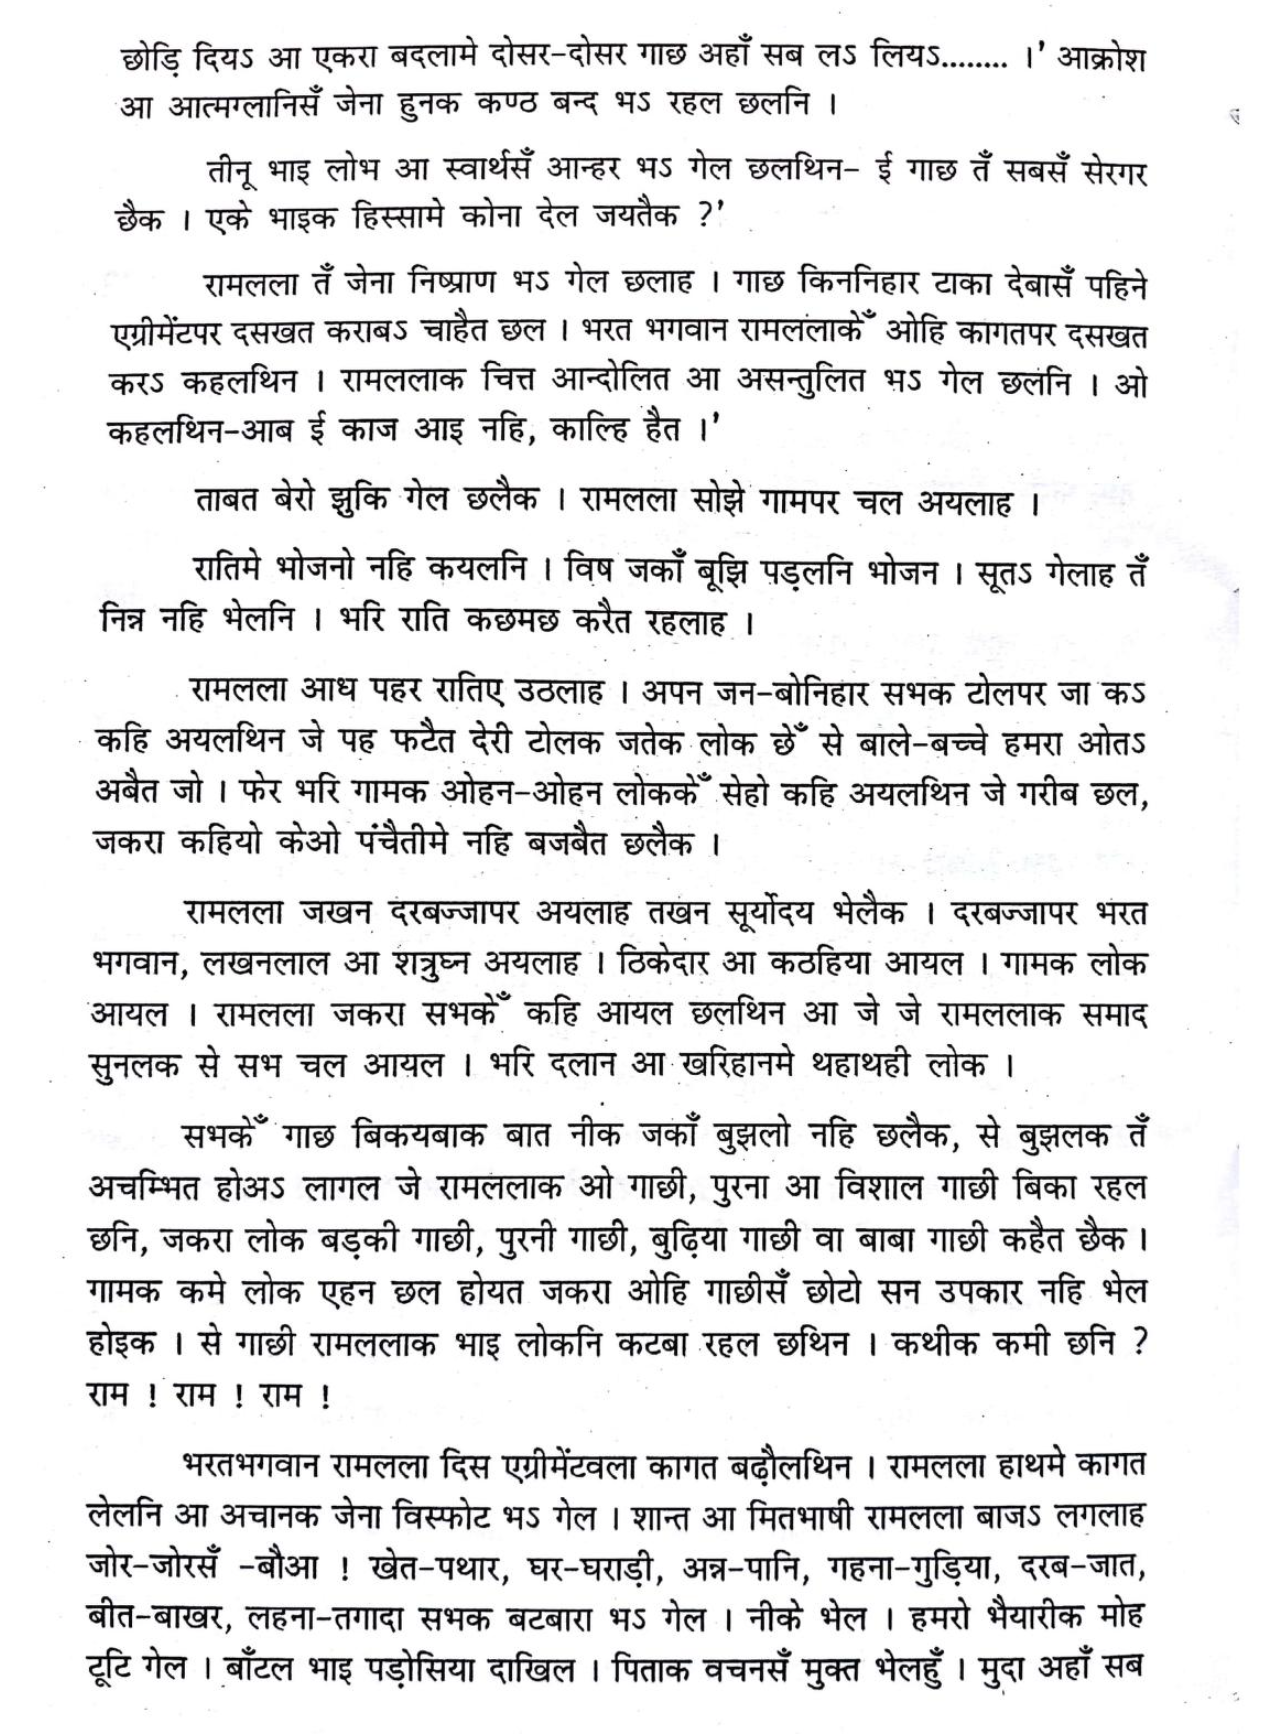 छोड़ि दियऽ आ एकरा बदलामे दोसर-दोसर गाछ अहाँ सब लऽ लियऽ........ ।’ आक्रोश
आ आत्मग्लानिसँ जेना हुनक कण्ठ बन्द भऽ रहल छलनि ।
तीनू भाइ लोभ आ स्वार्थसँ आन्हर भऽ गेल छलथिन- ई गाछ तँ सबसँ सेरगर
छैक । एके भाइक हिस्सामे कोना देल जयतैक ?’
रामलला तँ जेना निष्प्राण भऽ गेल छलाह । गाछ किननिहार टाका देबासँ पहिने
एग्रीमेंटपर दसखत कराबऽ चाहैत छल । भरत भगवान रामललाकेँ ओहि कागतपर दसखत
करऽ कहलथिन । रामललाक चित्त आन्दोलित आ असन्तुलित भऽ गेल छलनि । ओ
कहलथिन-आब ई काज आइ नहि, काल्हि हैत ।’
ताबत बेरो झुकि गेल छलैक । रामलला सोझे गामपर चल अयलाह ।
रातिमे भोजनो नहि कयलनि । विष जकाँ बूझि पड़लनि भोजन । सूतऽ गेलाह तँ
निन्न नहि भेलनि । भरि राति कछमछ करैत रहलाह ।
रामलला आध पहर रातिए उठलाह । अपन जन-बोनिहार सभक टोलपर जा कऽ
कहि अयलथिन जे पह फटैत देरी टोलक जतेक लोक छेँ से बाले-बच्चे हमरा ओतऽ
अबैत जो । फेर भरि गामक ओहन-ओहन लोककेँ सेहो कहि अयलथिन जे गरीब छल,
जकरा कहियो केओ पंचैतीमे नहि बजबैत छलैक ।
रामलला जखन दरबज्जापर अयलाह तखन सूर्योदय भेलैक । दरबज्जापर भरत
भगवान, लखनलाल आ शत्रुघ्न अयलाह । ठिकेदार आ कठहिया आयल । गामक लोक
आयल । रामलला जकरा सभकेँ कहि आयल छलथिन आ जे जे रामललाक समाद
सुनलक से सभ चल आयल । भरि दलान आ खरिहानमे थहाथही लोक ।
सभकेँ गाछ बिकयबाक बात नीक जकाँ बुझलो नहि छलैक, से बुझलक तँ
अचम्भित होअऽ लागल जे रामललाक ओ गाछी, पुरना आ विशाल गाछी बिका रहल
छनि, जकरा लोक बड़की गाछी, पुरनी गाछी, बुढ़िया गाछी वा बाबा गाछी कहैत छैक ।
गामक कमे लोक एहन छल होयत जकरा ओहि गाछीसँ छोटो सन उपकार नहि भेल
होइक । से गाछी रामललाक भाइ लोकनि कटबा रहल छथिन । कथीक कमी छनि ?
राम ! राम ! राम !
भरतभगवान रामलला दिस एग्रीमेंटवला कागत बढ़ौलथिन । रामलला हाथमे कागत
लेलनि आ अचानक जेना विस्फोट भऽ गेल । शान्त आ मितभाषी रामलला बाजऽ लगलाह
जोर-जोरसँ -बौआ ! खेत-पथार, घर-घराड़ी, अन्न-पानि, गहना-गुड़िया, दरब-जात,
बीत-बाखर, लहना-तगादा सभक बटबारा भऽ गेल । नीके भेल । हमरो भैयारीक मोह
टूटि गेल । बाँटल भाइ पड़ोसिया दाखिल । पिताक वचनसँ मुक्त भेलहुँ । मुदा अहाँ सब